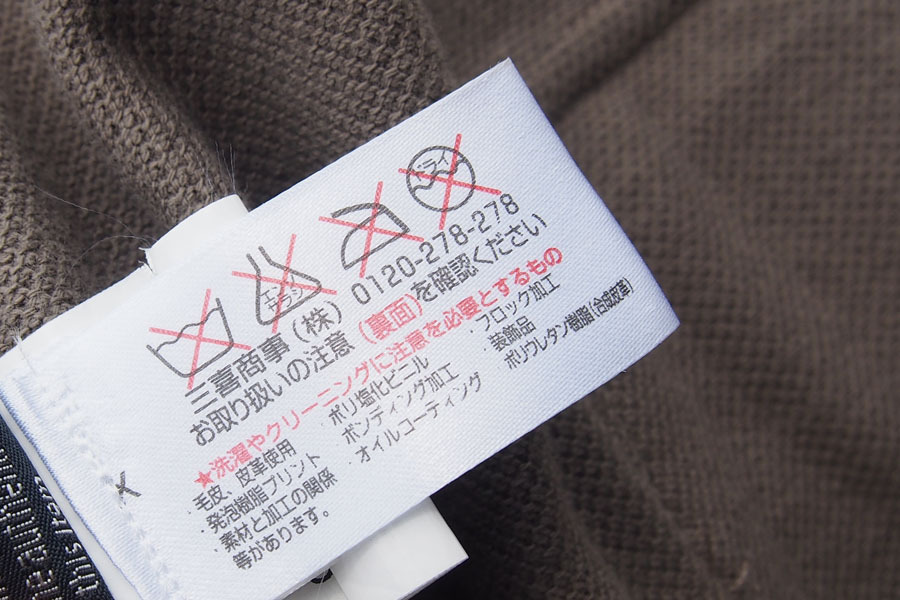 エンソ
サラシ
ドライ
三喜商事(株) 0120-278-278
お取り扱いの注意(裏面)を確認ください
★洗濯やクリーニングに注意を必要とするもの
・毛皮、皮革使用 ・ポリ塩化ビニル ・フロック加工
・発泡樹脂プリント ・ボンディング加工 ・装飾品
・素材と加工の関係 ・オイルコーティング ・ポリウレタン樹脂(合成皮革)
等があります。